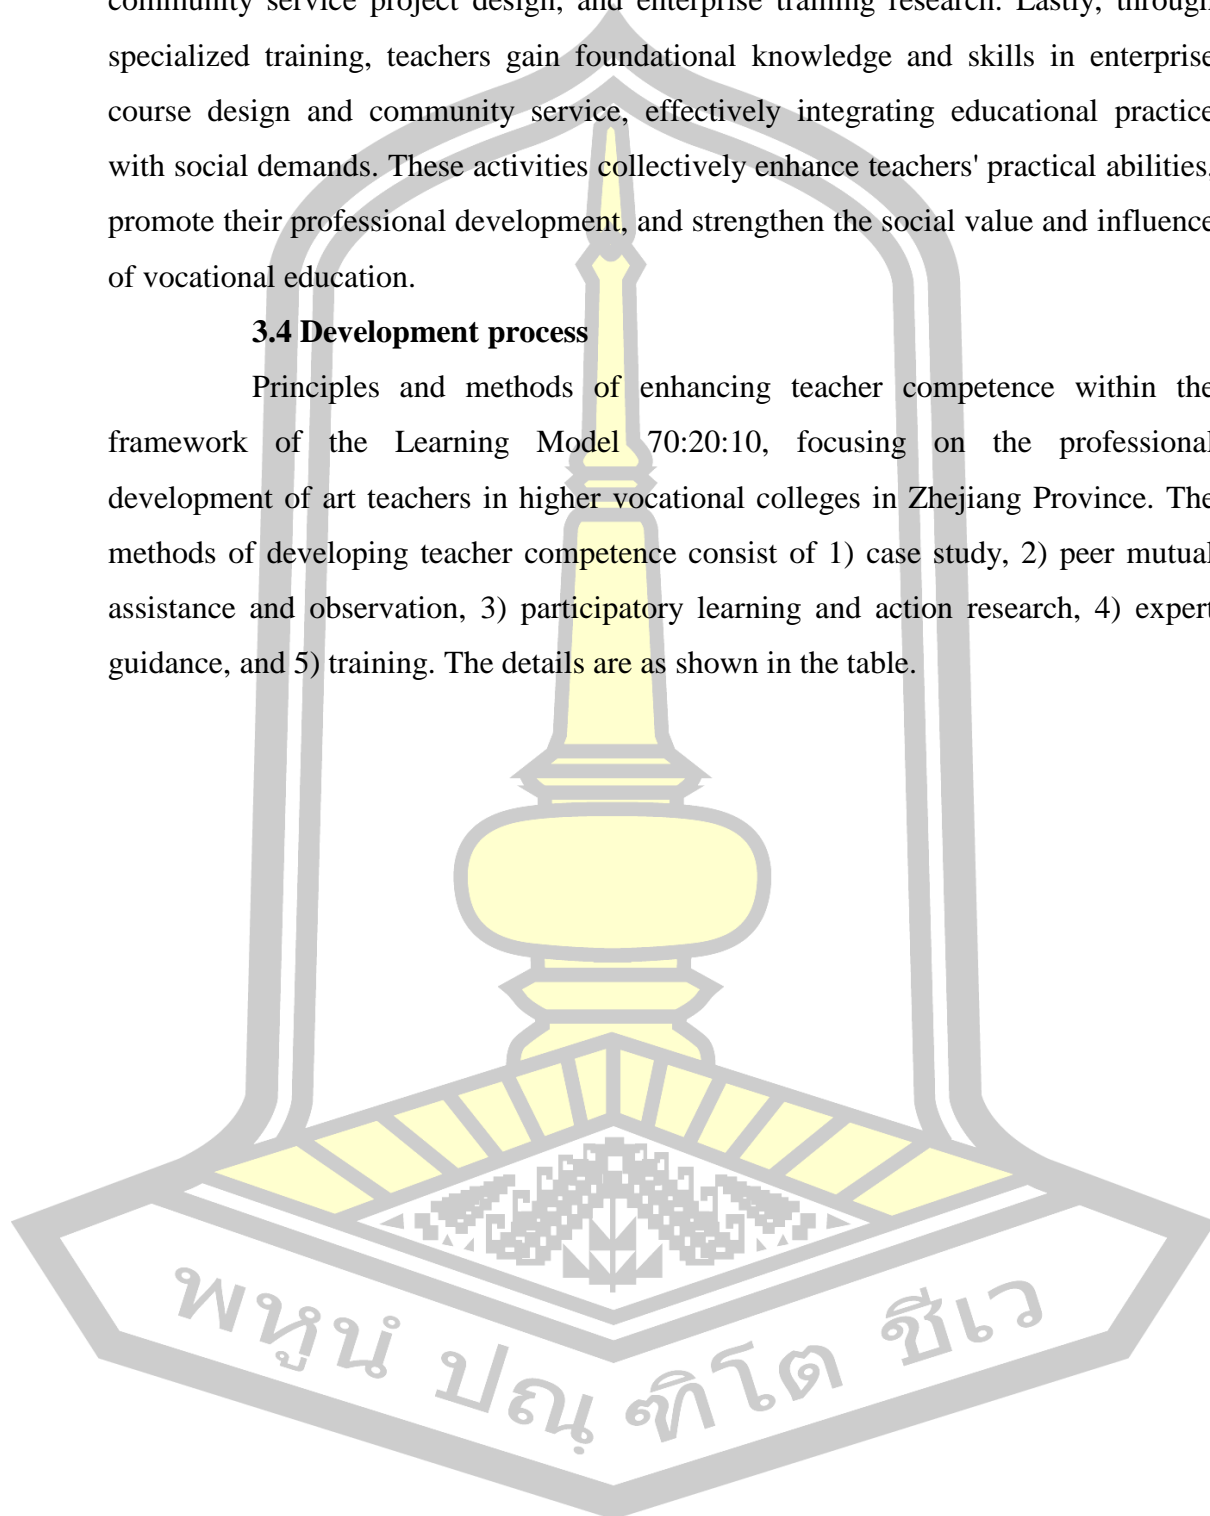 community service project design, and enterprise training research. Lastly, through
specialized training, teachers gain foundational knowledge and skills in enterprise
course design and community service, effectively integrating educational practice
with social demands. These activities collectively enhance teachers' practical abilities,
promote their professional development, and strengthen the social value and influence
of vocational education.
3.4 Development process
Principles and methods of enhancing teacher competence within the
framework of the Learning Model 70:20:10, focusing on the professional
development of art teachers in higher vocational colleges in Zhejiang Province. The
methods of developing teacher competence consist of 1) case study, 2) peer mutual
assistance and observation, 3) participatory learning and action research, 4) expert
guidance, and 5) training. The details are as shown in the table.
พหูนํ ปณฺฑิโต ชีเว